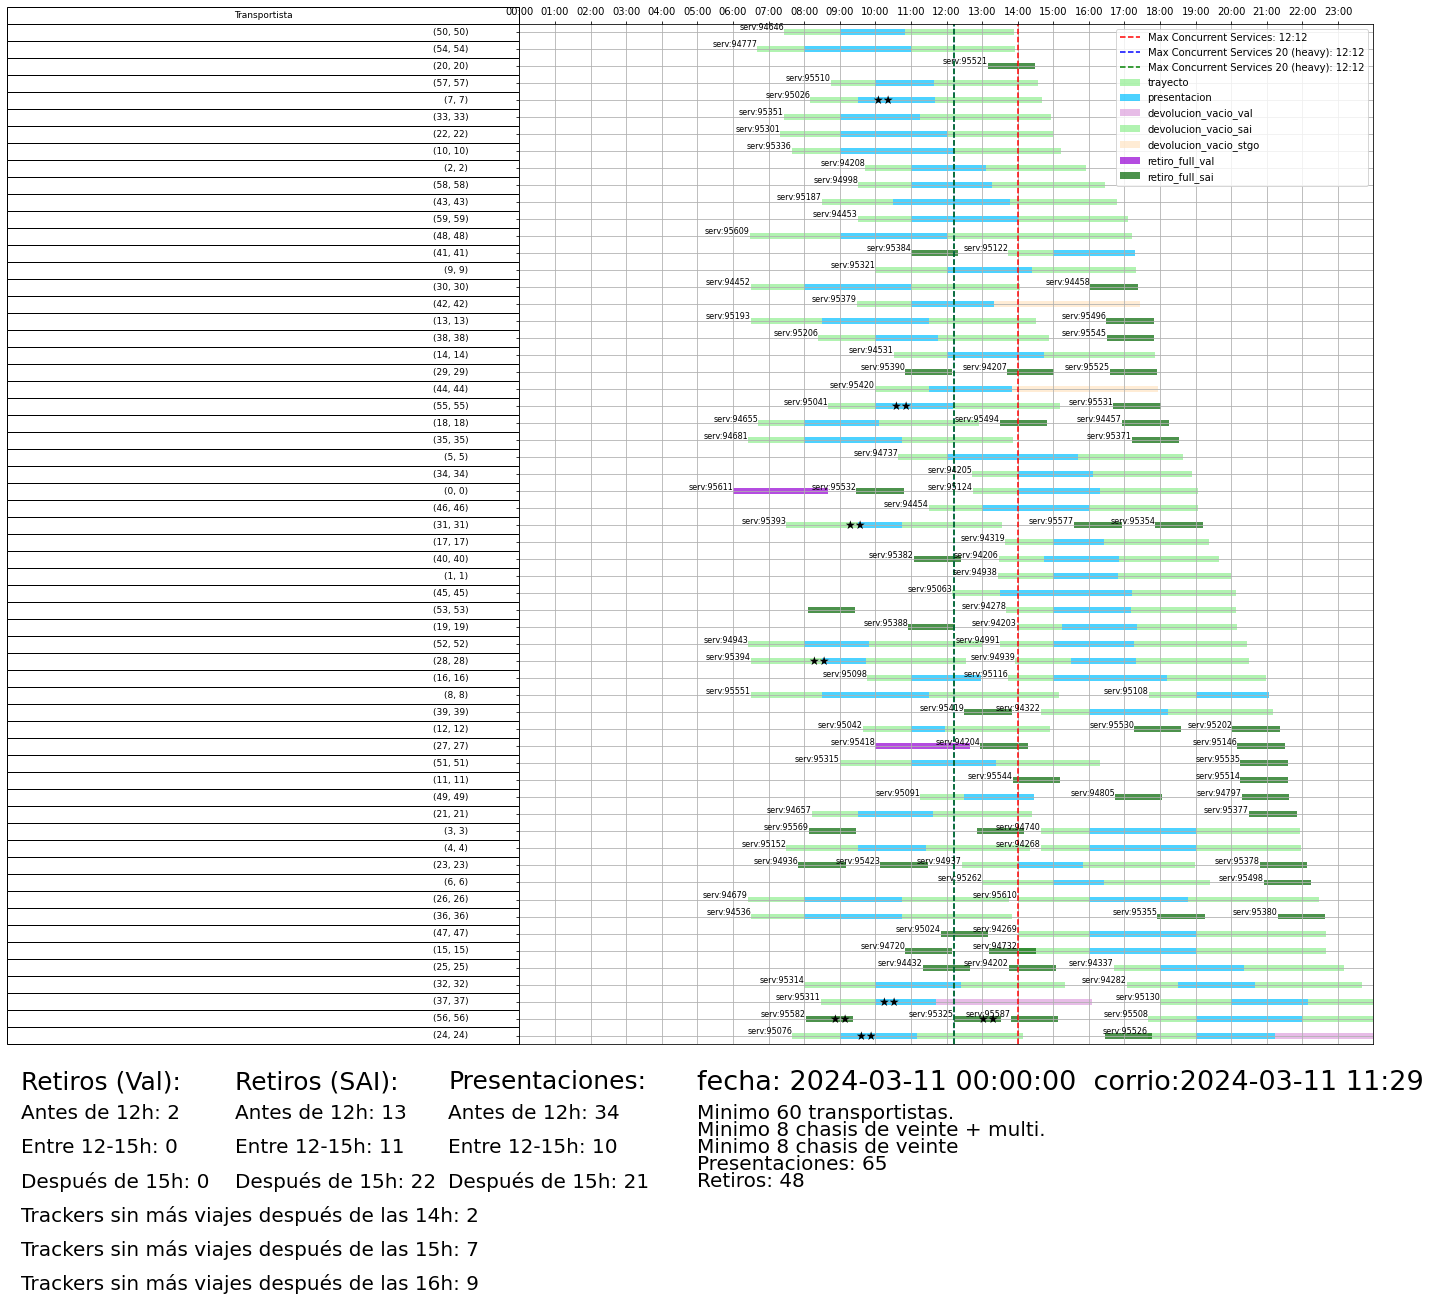 Transportista
00:00 01:00 02:00 03:00 04:00 05:00 06:00 07:00 08:00 09:00 10:00 11:00 12:00 13:00 14:00 15:00 16:00 17:00 18:00 19:00 20:00 21:00 22:00 23:00
(50, 50) serv:94646
(54, 54) serv:94777
(20, 20) serv:95521
(57, 57) serv:95510
(7, 7) serv:95026
(33, 33) serv:95351
(22, 22) serv:95301
(10, 10) serv:95336
(2, 2) serv:94208
(58, 58) serv:94998
(43, 43) serv:95187
(59, 59) serv:94453
(48, 48) serv:95609
(41, 41) serv:95384 serv:95122
(9, 9) serv:95321
(30, 30) serv:94452 serv:94458
(42, 42) serv:95379
(13, 13) serv:95193 serv:95496
(38, 38) serv:95206 serv:95545
(14, 14) serv:94531
(29, 29) serv:95390 serv:94207 serv:95525
(44, 44) serv:95420
(55, 55) serv:95041 serv:95531
(18, 18) serv:94655 serv:95494 serv:94457
(35, 35) serv:94681 serv:95371
(5, 5) serv:94737
(34, 34) serv:94205
(0, 0) serv:95611 serv:95532 serv:95124
(46, 46) serv:94454
(31, 31) serv:95393 serv:95577 serv:95354
(17, 17) serv:94319
(40, 40) serv:95382 serv:94206
(1, 1) serv:94938
(45, 45) serv:95063
(53, 53) serv:94278
(19, 19) serv:95388 serv:94203
(52, 52) serv:94943 serv:94991
(28, 28) serv:95394 serv:94939
(16, 16) serv:95098 serv:95116
(8, 8) serv:95551 serv:95108
(39, 39) serv:95419 serv:94322
(12, 12) serv:95042 serv:95530 serv:95202
(27, 27) serv:95418 serv:94204 serv:95146
(51, 51) serv:95315 serv:95535
(11, 11) serv:95544 serv:95514
(49, 49) serv:95091 serv:94805 serv:94797
(21, 21) serv:94657 serv:95377
(3, 3) serv:95569 serv:94740
(4, 4) serv:95152 serv:94268
(23, 23) serv:94936 serv:95423 serv:94937 serv:95378
(6, 6) serv:95262 serv:95498
(26, 26) serv:94679 serv:95610
(36, 36) serv:94536 serv:95355 serv:95380
(47, 47) serv:95024 serv:94269
(15, 15) serv:94720 serv:94732
(25, 25) serv:94432 serv:94202 serv:94337
(32, 32) serv:95314 serv:94282
(37, 37) serv:95311 serv:95130
(56, 56) serv:95582 serv:95325 serv:95587 serv:95508
(24, 24) serv:95076 serv:95526
Max Concurrent Services: 12:12
Max Concurrent Services 20 (heavy): 12:12
Max Concurrent Services 20 (heavy): 12:12
trayecto
presentacion
devolucion_vacio_val
devolucion_vacio_sai
devolucion_vacio_stgo
retiro_full_val
retiro_full_sai
Retiros (Val):
Antes de 12h: 2
Entre 12-15h: 0
Después de 15h: 0
Retiros (SAI):
Antes de 12h: 13
Entre 12-15h: 11
Después de 15h: 22
Presentaciones:
Antes de 12h: 34
Entre 12-15h: 10
Después de 15h: 21
Trackers sin más viajes después de las 14h: 2
Trackers sin más viajes después de las 15h: 7
Trackers sin más viajes después de las 16h: 9
fecha: 2024-03-11 00:00:00 corrio:2024-03-11 11:29
Minimo 60 transportistas.
Minimo 8 chasis de veinte + multi.
Minimo 8 chasis de veinte
Presentaciones: 65
Retiros: 48